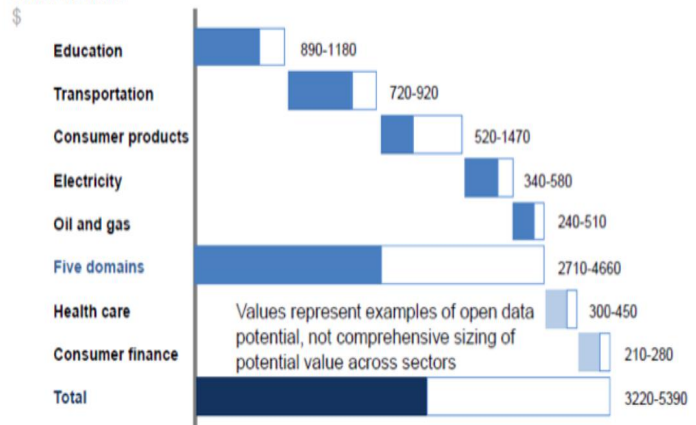 $
Education 890-1180
Transportation 720-920
Consumer products 520-1470
Electricity 340-580
Oil and gas 240-510
Five domains 2710-4660
Health care 300-450
Values represent examples of open data
potential, not comprehensive sizing of
potential value across sectors
Consumer finance 210-280
Total 3220-5390